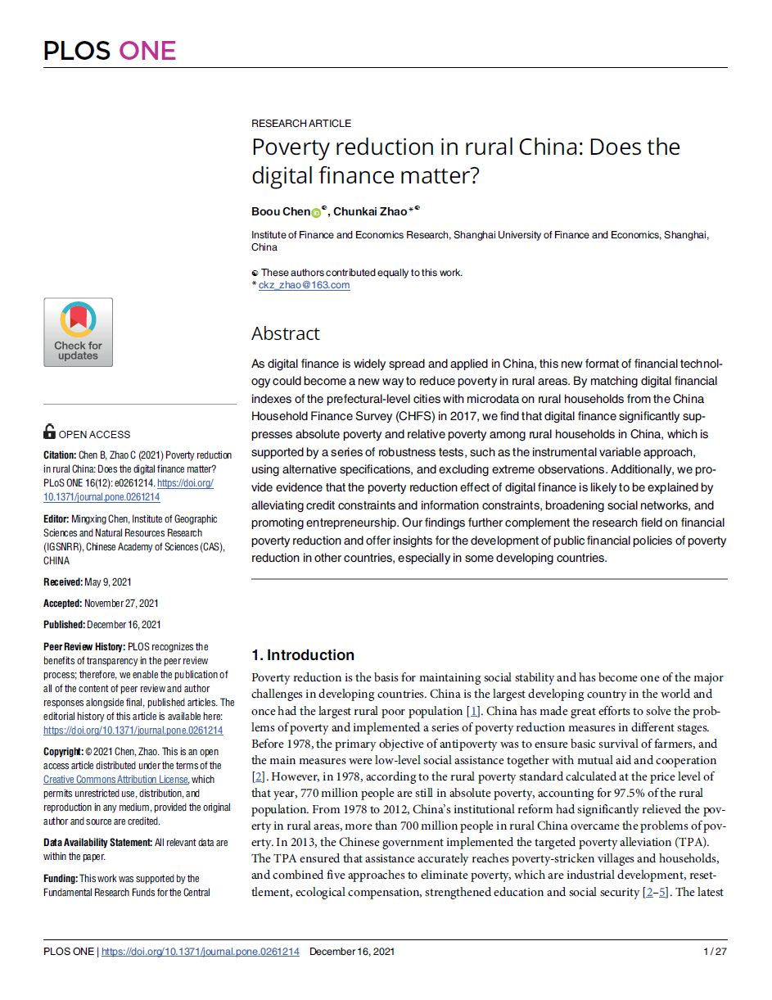 PLOS ONE
RESEARCH ARTICLE
Poverty reduction in rural China: Does the
digital finance matter?
Boou Chen, Chunkai Zhao*
Institute of Finance and Economics Research, Shanghai University of Finance and Economics, Shanghai,
China
These authors contributed equally to this work.
* ckz_zhao@163.com
Abstract
As digital finance is widely spread and applied in China, this new format of financial technol-
ogy could become a new way to reduce poverty in rural areas. By matching digital financial
indexes of the prefectural-level cities with microdata on rural households from the China
Household Finance Survey (CHFS) in 2017, we find that digital finance significantly sup-
presses absolute poverty and relative poverty among rural households in China, which is
supported by a series of robustness tests, such as the instrumental variable approach,
using alternative specifications, and excluding extreme observations. Additionally, we pro-
vide evidence that the poverty reduction effect of digital finance is likely to be explained by
alleviating credit constraints and information constraints, broadening social networks, and
promoting entrepreneurship. Our findings further complement the research field on financial
poverty reduction and offer insights for the development of public financial policies of poverty
reduction in other countries, especially in some developing countries.
Check for
updates
OPEN ACCESS
Citation: Chen B, Zhao C (2021) Poverty reduction
in rural China: Does the digital finance matter?
PLoS ONE 16(12): e0261214. https://doi.org/
10.1371/journal.pone.0261214
Editor: Mingxing Chen, Institute of Geographic
Sciences and Natural Resources Research
(IGSNRR), Chinese Academy of Sciences (CAS),
CHINA
Received: May 9, 2021
Accepted: November 27, 2021
Published: December 16, 2021
Peer Review History: PLOS recognizes the
benefits of transparency in the peer review
process; therefore, we enable the publication of
all of the content of peer review and author
responses alongside final, published articles. The
editorial history of this article is available here:
https://doi.org/10.1371/journal.pone.0261214
Copyright: © 2021 Chen, Zhao. This is an open
access article distributed under the terms of the
Creative Commons Attribution License, which
permits unrestricted use, distribution, and
reproduction in any medium, provided the original
author and source are credited.
Data Availability Statement: All relevant data are
within the paper.
Funding: This work was supported by the
Fundamental Research Funds for the Central
1. Introduction
Poverty reduction is the basis for maintaining social stability and has become one of the major
challenges in developing countries. China is the largest developing country in the world and
once had the largest rural poor population [1]. China has made great efforts to solve the prob-
lems of poverty and implemented a series of poverty reduction measures in different stages.
Before 1978, the primary objective of antipoverty was to ensure basic survival of farmers, and
the main measures were low-level social assistance together with mutual aid and cooperation
[2]. However, in 1978, according to the rural poverty standard calculated at the price level of
that year, 770 million people are still in absolute poverty, accounting for 97.5% of the rural
population. From 1978 to 2012, China's institutional reform had significantly relieved the pov-
erty in rural areas, more than 700 million people in rural China overcame the problems of pov-
erty. In 2013, the Chinese government implemented the targeted poverty alleviation (TPA).
The TPA ensured that assistance accurately reaches poverty-stricken villages and households,
and combined five approaches to eliminate poverty, which are industrial development, reset-
tlement, ecological compensation, strengthened education and social security [2–5]. The latest
PLOS ONE | https://doi.org/10.1371/journal.pone.0261214 December 16, 2021
1 / 27